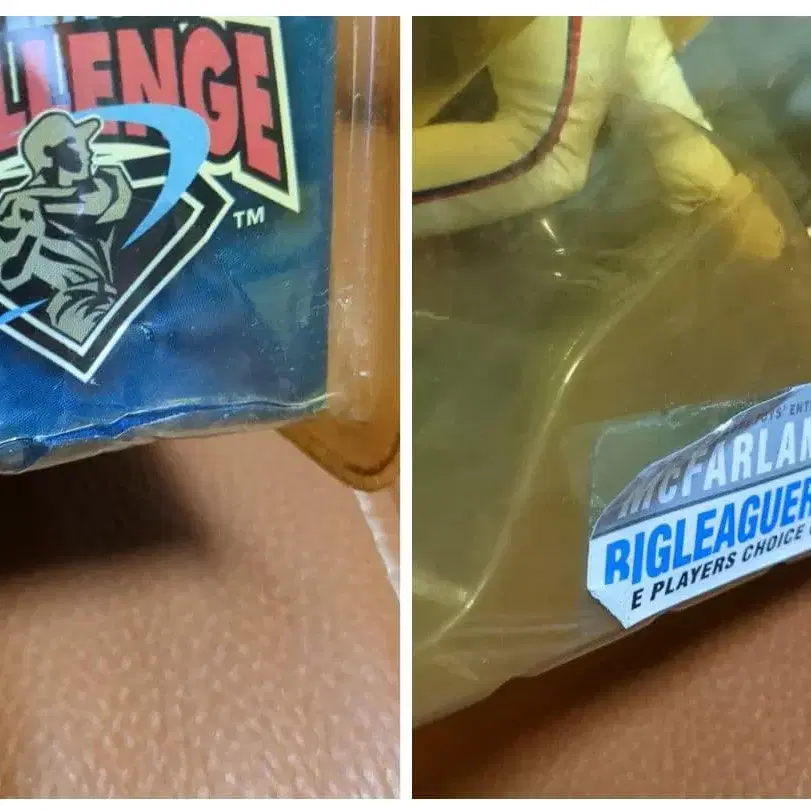 LLENGE
TM
MCFARLAN
BIGLEAGUER
E PLAYERS CHOICE